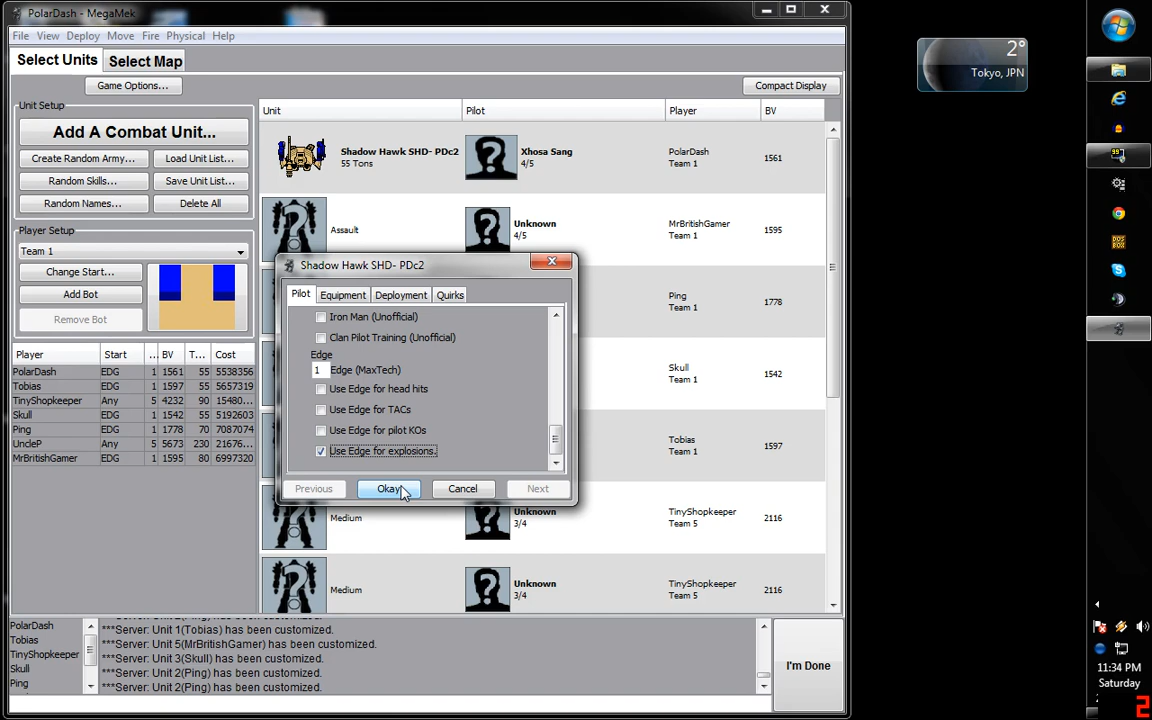 PolarDash - MegaMek
File View Deploy Move Fire Physical Help
Select Units Select Map
Game Options... Compact Display
Unit Setup
Add A Combat Unit...
Create Random Army... Load Unit List...
Random Skills... Save Unit List...
Random Names... Delete All
Player Setup
Team 1
Change Start...
Add Bot
Remove Bot
Player Start ... BV T... Cost
PolarDash EDG 1 1561 55 5538356
Tobias EDG 1 1597 55 5657319
TinyShopkeeper Any 5 4232 90 15480...
Skull EDG 1 1542 55 5192603
Ping EDG 1 1778 70 7087074
UncleP Any 1 5673 230 21676...
MrBritishGamer EDG 1 1595 80 6997320
Unit Pilot Player BV
Shadow Hawk SHD- PDc2 Xhosa Sang PolarDash 1561
55 Tons 4/5 Team 1
Assault Unknown MrBritishGamer 1595
4/5 Team 1
Ping 1778
Team 1
Skull 1542
Team 1
Tobias 1597
Team 1
Medium Unknown TinyShopkeeper 2116
3/4 Team 5
Medium Unknown TinyShopkeeper 2116
3/4 Team 5
Shadow Hawk SHD- PDc2
Pilot Equipment Deployment Quirks
Iron Man (Unofficial)
Clan Pilot Training (Unofficial)
Edge
1 Edge (MaxTech)
Use Edge for head hits
Use Edge for TACs
Use Edge for pilot KOs
Use Edge for explosions.
Previous Okay Cancel Next
PolarDash
Tobias
TinyShopkeeper
Skull
Ping
***Server: Unit 1(Tobias) has been customized.
***Server: Unit 5(MrBritishGamer) has been customized.
***Server: Unit 3(Skull) has been customized.
***Server: Unit 2(Ping) has been customized.
***Server: Unit 2(Ping) has been customized.
I'm Done
2°
Tokyo, JPN
99
DOS
BOX
11:34 PM
Saturday
2